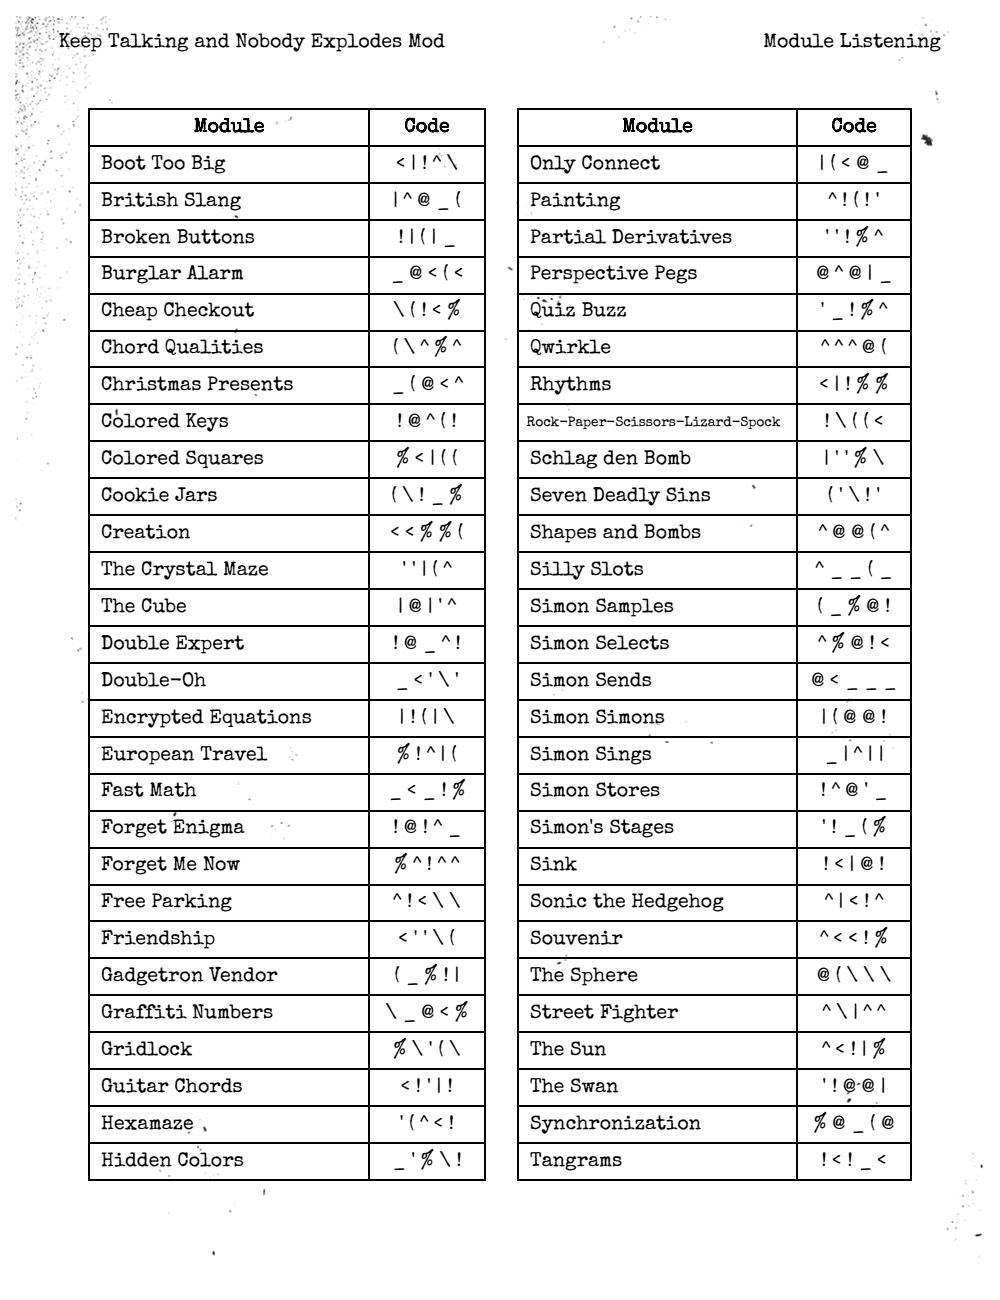 Keep Talking and Nobody Explodes Mod
Module Listening
Module Code
Boot Too Big <|!^\
British Slang |^@_(
Broken Buttons !|(|_
Burglar Alarm _@<(<
Cheap Checkout \(!<%
Chord Qualities (\^%^
Christmas Presents _(@<^
Colored Keys !@^(!
Colored Squares %<|((
Cookie Jars (\!_%
Creation <<%%(
The Crystal Maze ''|(^
The Cube |@|'^
Double Expert !@_^!
Double-Oh _<'\'
Encrypted Equations |!(|\
European Travel %!^|(
Fast Math _<_!%
Forget Enigma !@!^_
Forget Me Now %^!^^
Free Parking ^!<\\
Friendship <''\(
Gadgetron Vendor (_%!|
Graffiti Numbers \_@<%
Gridlock %\'(\
Guitar Chords <!'|!
Hexamaze '(^<!
Hidden Colors _'%\!
Module Code
Only Connect |(<@_
Painting ^!(!'
Partial Derivatives ''!%^
Perspective Pegs @^@|_
Quiz Buzz '_!%^
Qwirkle ^^^@(
Rhythms <|!%%
Rock-Paper-Scissors-Lizard-Spock !\((<
Schlag den Bomb |''%\
Seven Deadly Sins ('\!'
Shapes and Bombs ^@@(^
Silly Slots ^__(_
Simon Samples (_%@!
Simon Selects ^%@!<
Simon Sends @<___
Simon Simons |(@@!
Simon Sings _|^||
Simon Stores !^@'_
Simon's Stages '!_(%
Sink !<|@!
Sonic the Hedgehog ^|<!^
Souvenir ^<<!%
The Sphere @(\\\
Street Fighter ^\|^^
The Sun ^<!|%
The Swan '!@@|
Synchronization %@_(@
Tangrams !<!_<